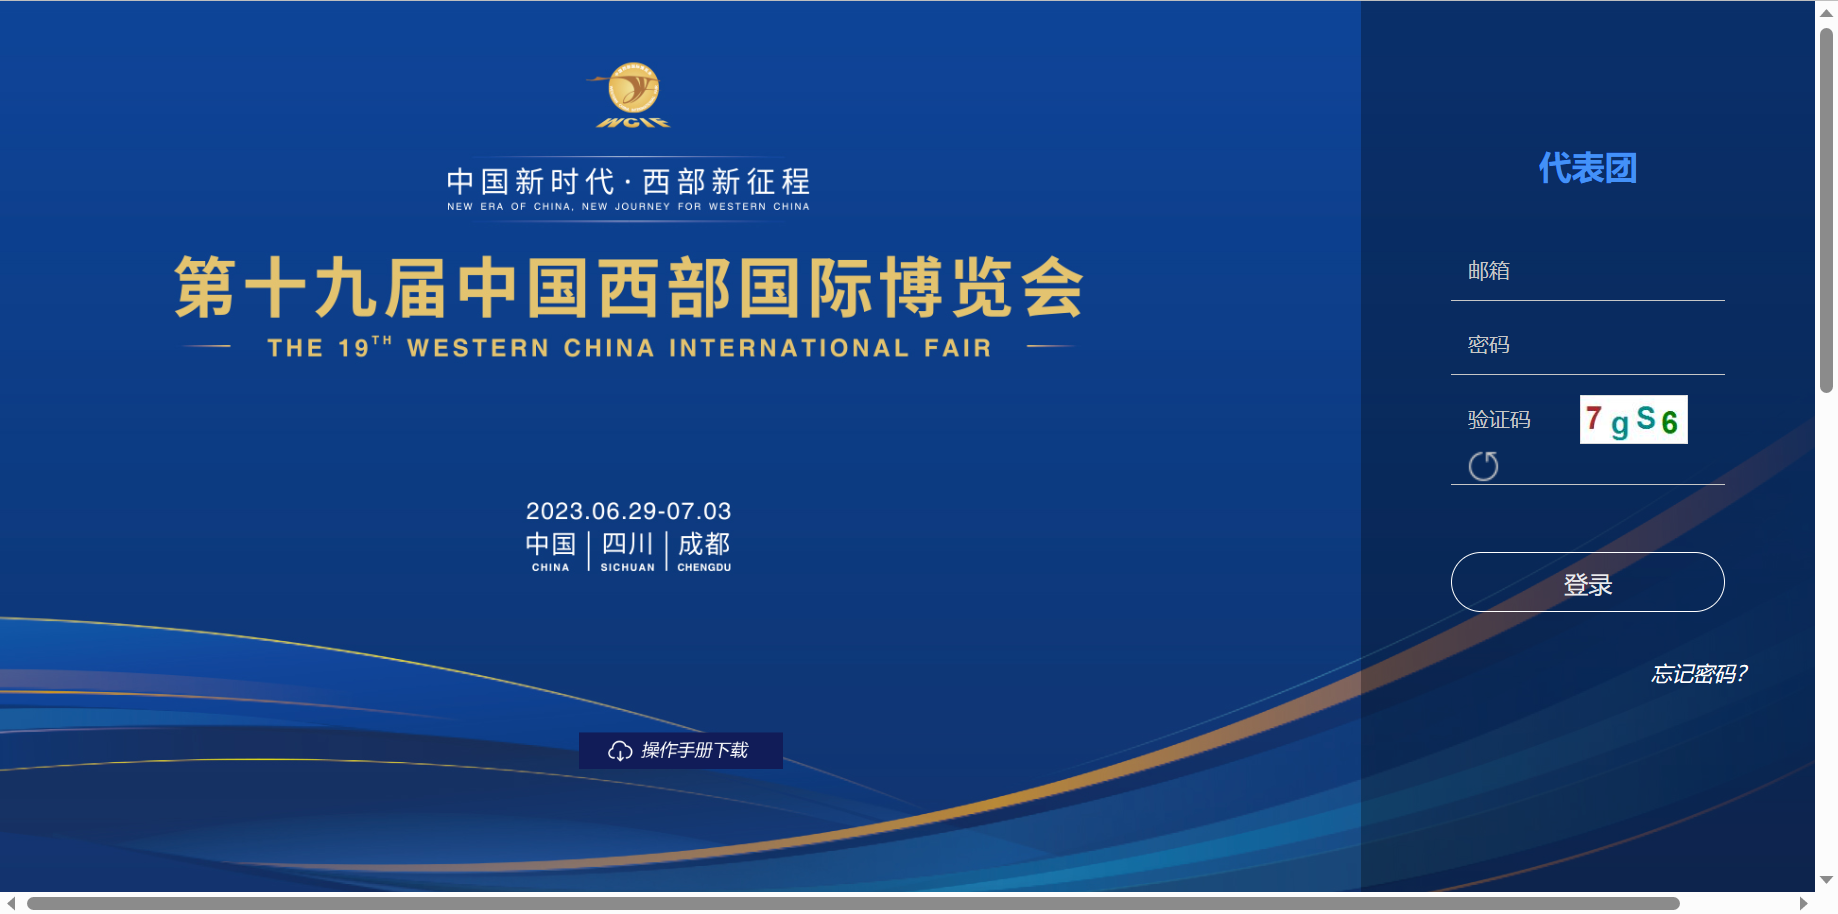 WCIF
中国新时代·西部新征程
NEW ERA OF CHINA, NEW JOURNEY FOR WESTERN CHINA
第十九届中国西部国际博览会
THE 19TH WESTERN CHINA INTERNATIONAL FAIR
2023.06.29-07.03
中国 | 四川 | 成都
CHINA | SICHUAN | CHENGDU
操作手册下载
代表团
邮箱
密码
验证码 7gS6
登录
忘记密码?